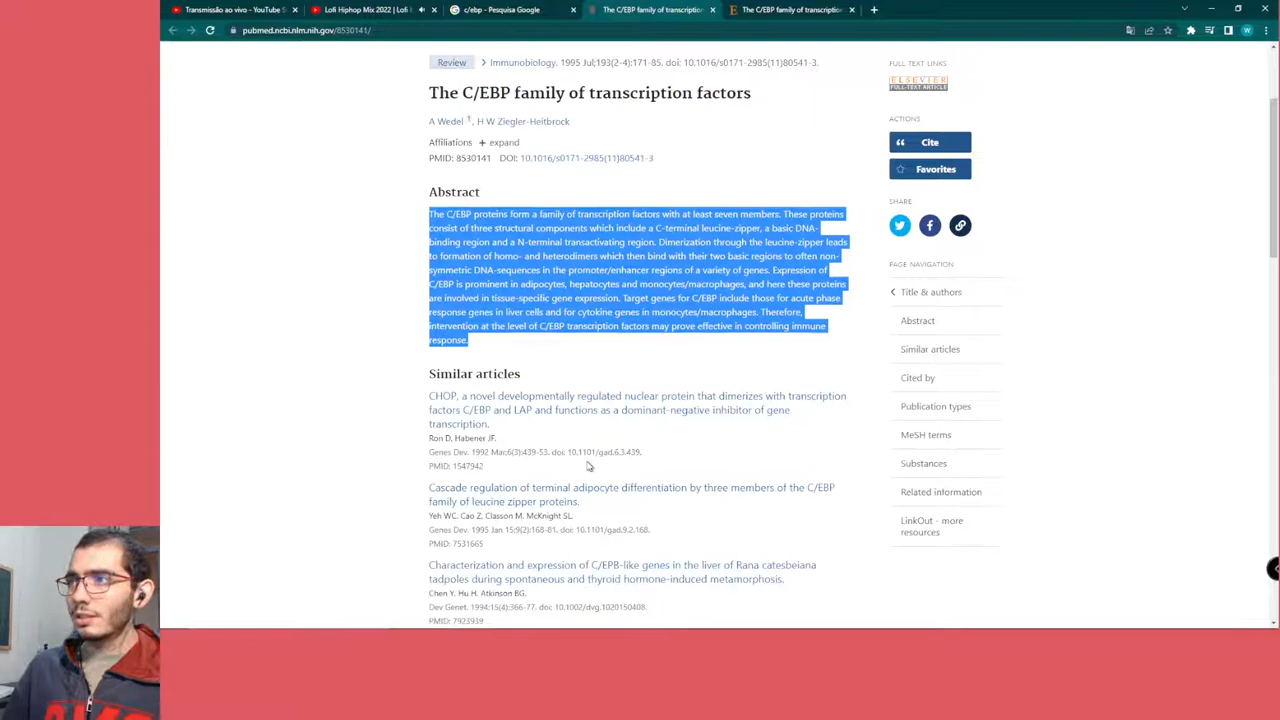 Transmissão ao vivo - YouTube S
Lofi Hiphop Mix 2022 | Lofi
c/ebp - Pesquisa Google
The C/EBP family of transcription
The C/EBP family of transcription
pubmed.ncbi.nlm.nih.gov/8530141/
W
Review
Immunobiology. 1995 Jul;193(2-4):171-85. doi: 10.1016/s0171-2985(11)80541-3.
The C/EBP family of transcription factors
A Wedel 1, H W Ziegler-Heitbrock
Affiliations + expand
PMID: 8530141 DOI: 10.1016/s0171-2985(11)80541-3
Abstract
The C/EBP proteins form a family of transcription factors with at least seven members. These proteins
consist of three structural components which include a C-terminal leucine-zipper, a basic DNA-
binding region and a N-terminal transactivating region. Dimerization through the leucine-zipper leads
to formation of homo- and heterodimers which then bind with their two basic regions to often non-
symmetric DNA-sequences in the promoter/enhancer regions of a variety of genes. Expression of
C/EBP is prominent in adipocytes, hepatocytes and monocytes/macrophages, and here these proteins
are involved in tissue-specific gene expression. Target genes for C/EBP include those for acute phase
response genes in liver cells and for cytokine genes in monocytes/macrophages. Therefore,
intervention at the level of C/EBP transcription factors may prove effective in controlling immune
response.
Similar articles
CHOP, a novel developmentally regulated nuclear protein that dimerizes with transcription
factors C/EBP and LAP and functions as a dominant-negative inhibitor of gene
transcription.
Ron D, Habener JF.
Genes Dev. 1992 Mar;6(3):439-53. doi: 10.1101/gad.6.3.439.
PMID: 1547942
Cascade regulation of terminal adipocyte differentiation by three members of the C/EBP
family of leucine zipper proteins.
Yeh WC, Cao Z, Classon M, McKnight SL.
Genes Dev. 1995 Jan 15;9(2):168-81. doi: 10.1101/gad.9.2.168.
PMID: 7531665
Characterization and expression of C/EPB-like genes in the liver of Rana catesbeiana
tadpoles during spontaneous and thyroid hormone-induced metamorphosis.
Chen Y, Hu H, Atkinson BG.
Dev Genet. 1994;15(4):366-77. doi: 10.1002/dvg.1020150408.
PMID: 7923939
FULL TEXT LINKS
ELSEVIER
FULL-TEXT ARTICLE
ACTIONS
Cite
Favorites
SHARE
PAGE NAVIGATION
Title & authors
Abstract
Similar articles
Cited by
Publication types
MeSH terms
Substances
Related information
LinkOut - more
resources